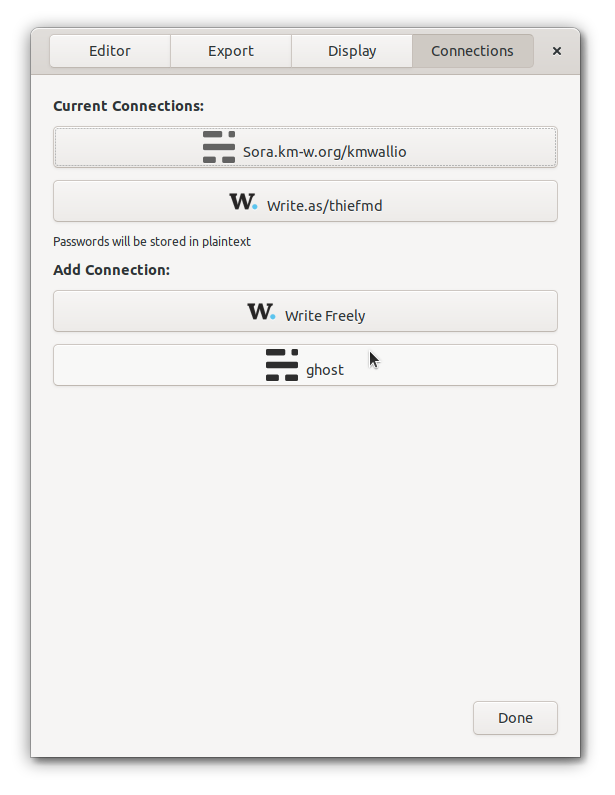 Editor Export Display Connections ×
Current Connections:
Sora.km-w.org/kmwallio
w. Write.as/thiefmd
Passwords will be stored in plaintext
Add Connection:
w. Write Freely
ghost
Done